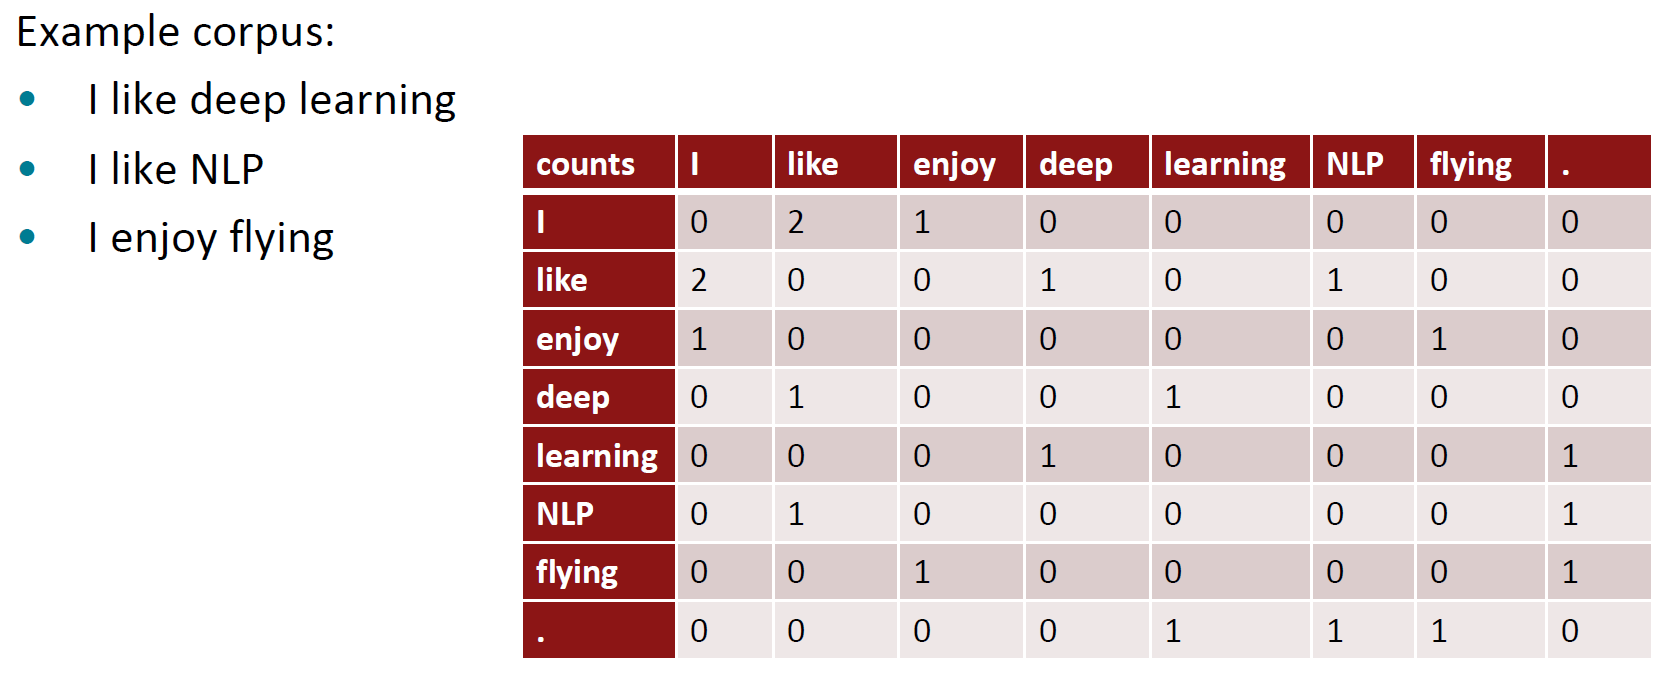 Example corpus:
• I like deep learning
• I like NLP
• I enjoy flying
counts I like enjoy deep learning NLP flying .
I 0 2 1 0 0 0 0 0
like 2 0 0 1 0 1 0 0
enjoy 1 0 0 0 0 0 1 0
deep 0 1 0 0 1 0 0 0
learning 0 0 0 1 0 0 0 1
NLP 0 1 0 0 0 0 0 1
flying 0 0 1 0 0 0 0 1
. 0 0 0 0 1 1 1 0